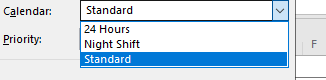 Calendar: Standard
24 Hours
Priority: Night Shift
Standard
F